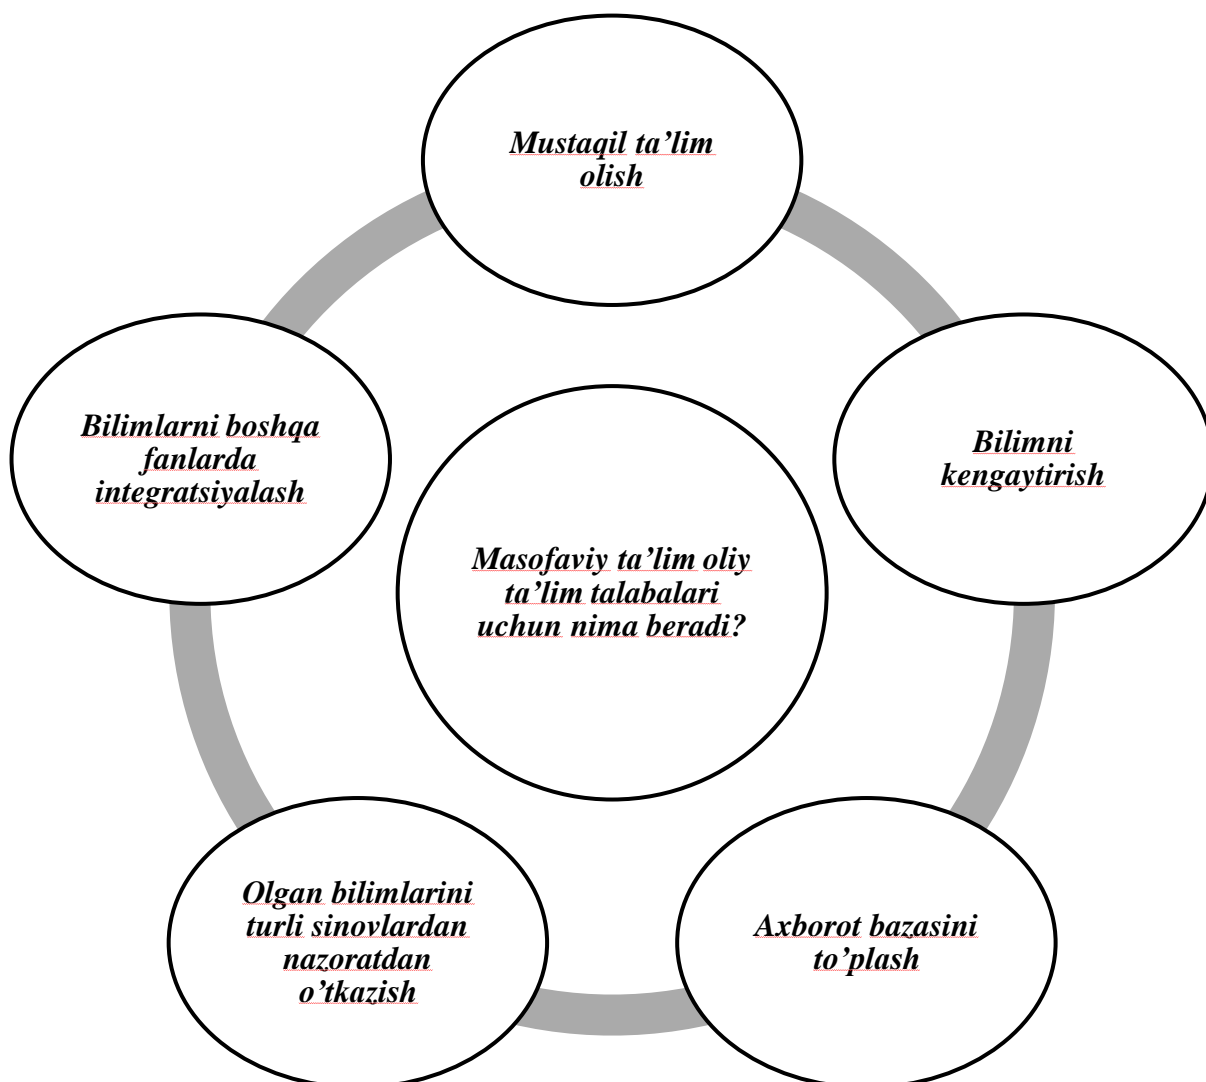 Mustaqil ta’lim
olish
Bilimni
kengaytirish
Axborot bazasini
to’plash
Olgan bilimlarini
turli sinovlardan
nazoratdan
o’tkazish
Bilimlarni boshqa
fanlarda
integratsiyalash
Masofaviy ta’lim oliy
ta’lim talabalari
uchun nima beradi?